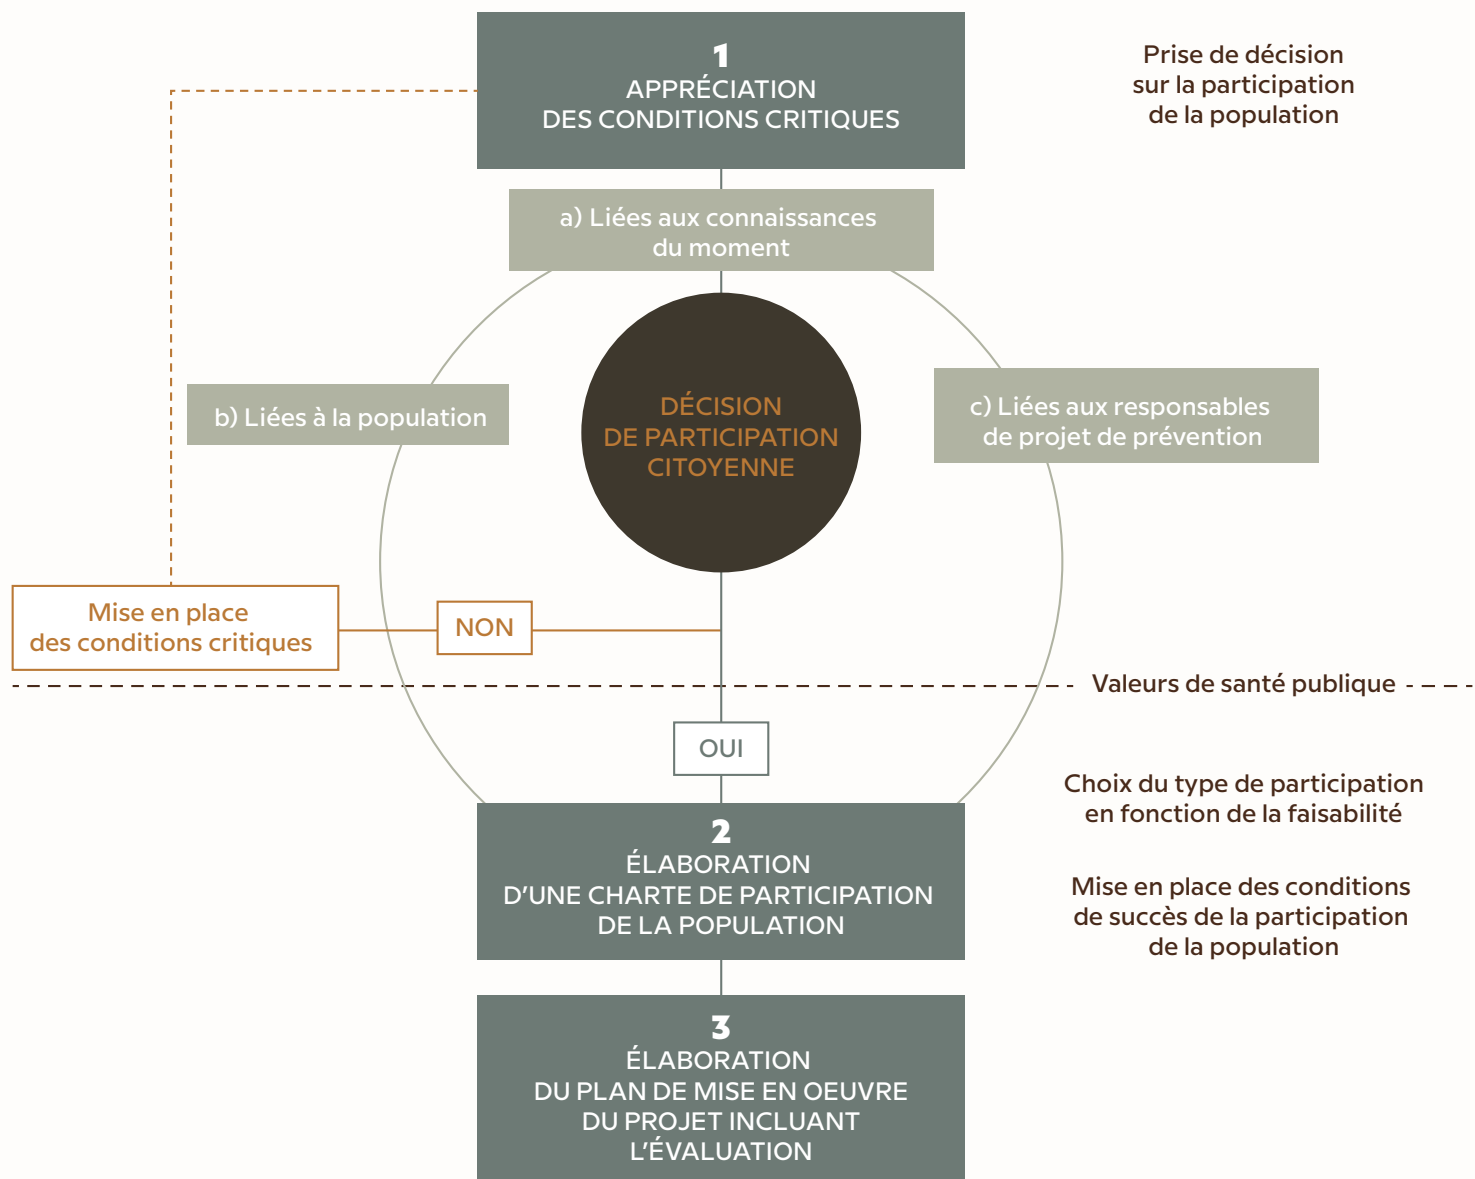 1
APPRÉCIATION
DES CONDITIONS CRITIQUES
Prise de décision
sur la participation
de la population
a) Liées aux connaissances
du moment
b) Liées à la population
DÉCISION
DE PARTICIPATION
CITOYENNE
c) Liées aux responsables
de projet de prévention
Mise en place
des conditions critiques
NON
Valeurs de santé publique
OUI
Choix du type de participation
en fonction de la faisabilité
2
ÉLABORATION
D'UNE CHARTE DE PARTICIPATION
DE LA POPULATION
Mise en place des conditions
de succès de la participation
de la population
3
ÉLABORATION
DU PLAN DE MISE EN OEUVRE
DU PROJET INCLUANT
L'ÉVALUATION